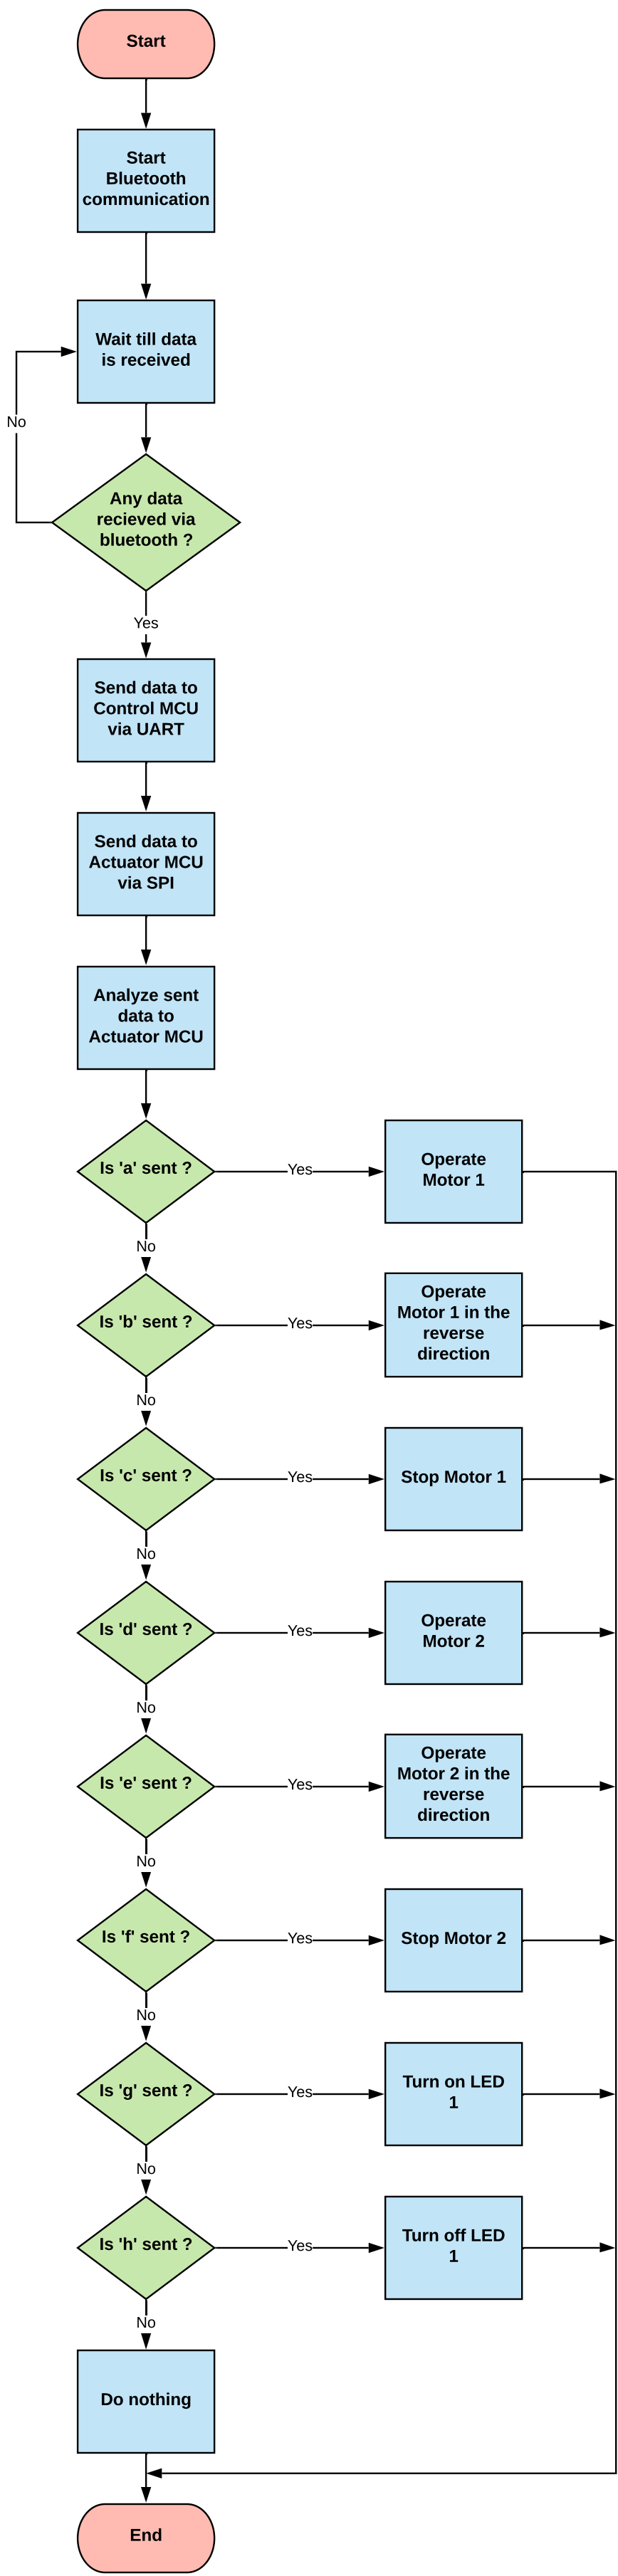 Start
Start
Bluetooth
communication
Wait till data
is received
No
Any data
recieved via
bluetooth ?
Yes
Send data to
Control MCU
via UART
Send data to
Actuator MCU
via SPI
Analyze sent
data to
Actuator MCU
Is 'a' sent ?
Yes
Operate
Motor 1
No
Is 'b' sent ?
Yes
Operate
Motor 1 in the
reverse
direction
No
Is 'c' sent ?
Yes
Stop Motor 1
No
Is 'd' sent ?
Yes
Operate
Motor 2
No
Is 'e' sent ?
Yes
Operate
Motor 2 in the
reverse
direction
No
Is 'f' sent ?
Yes
Stop Motor 2
No
Is 'g' sent ?
Yes
Turn on LED
1
No
Is 'h' sent ?
Yes
Turn off LED
1
No
Do nothing
End